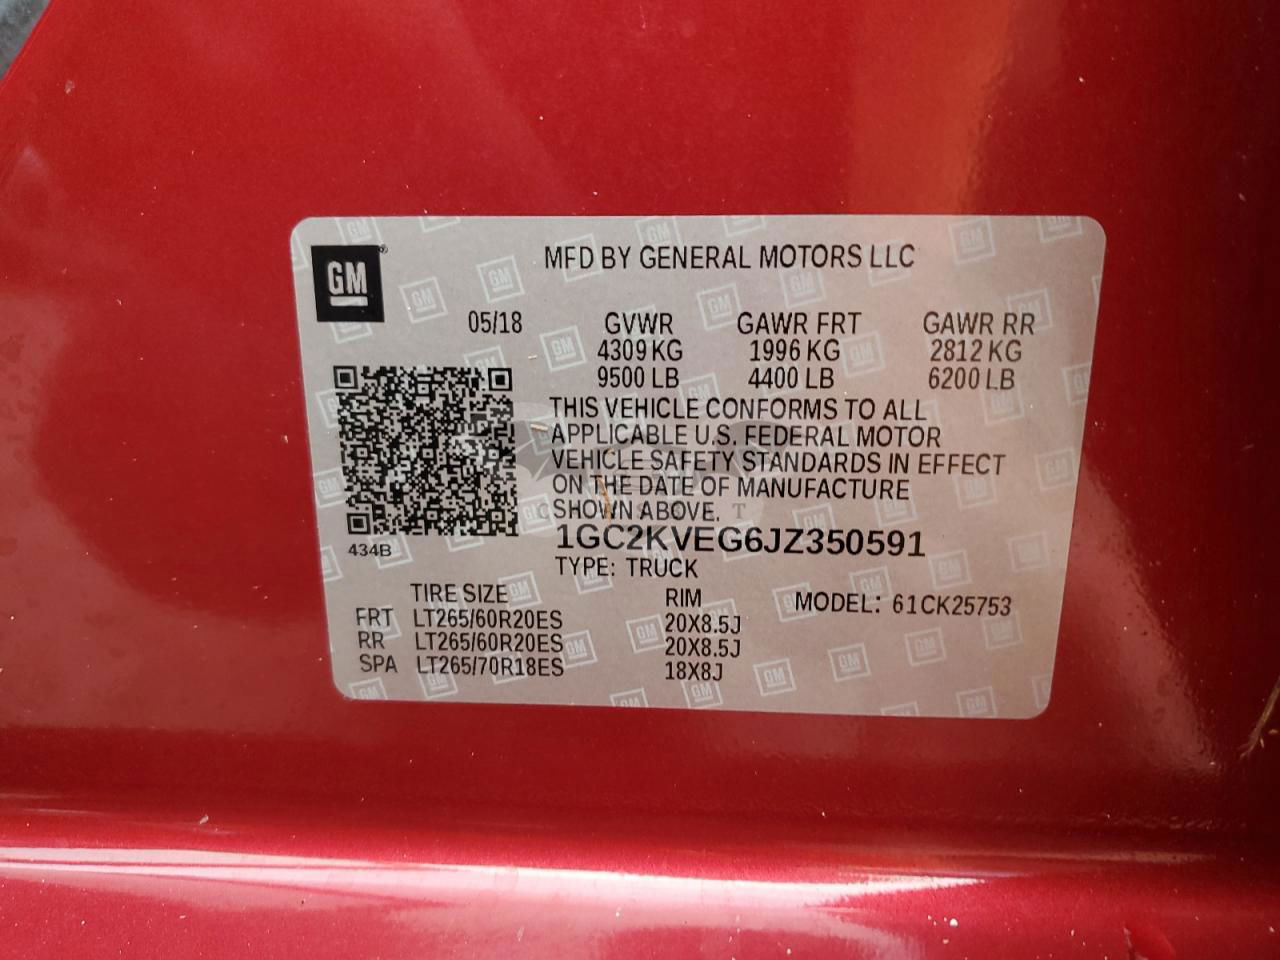 GM
MFD BY GENERAL MOTORS LLC
05/18 GVWR GAWR FRT GAWR RR
4309 KG 1996 KG 2812 KG
9500 LB 4400 LB 6200 LB
THIS VEHICLE CONFORMS TO ALL
APPLICABLE U.S. FEDERAL MOTOR
VEHICLE SAFETY STANDARDS IN EFFECT
ON THE DATE OF MANUFACTURE
SHOWN ABOVE.
1GC2KVEG6JZ350591
434B
TYPE: TRUCK
TIRE SIZE RIM MODEL: 61CK25753
FRT LT265/60R20ES 20X8.5J
RR LT265/60R20ES 20X8.5J
SPA LT265/70R18ES 18X8J